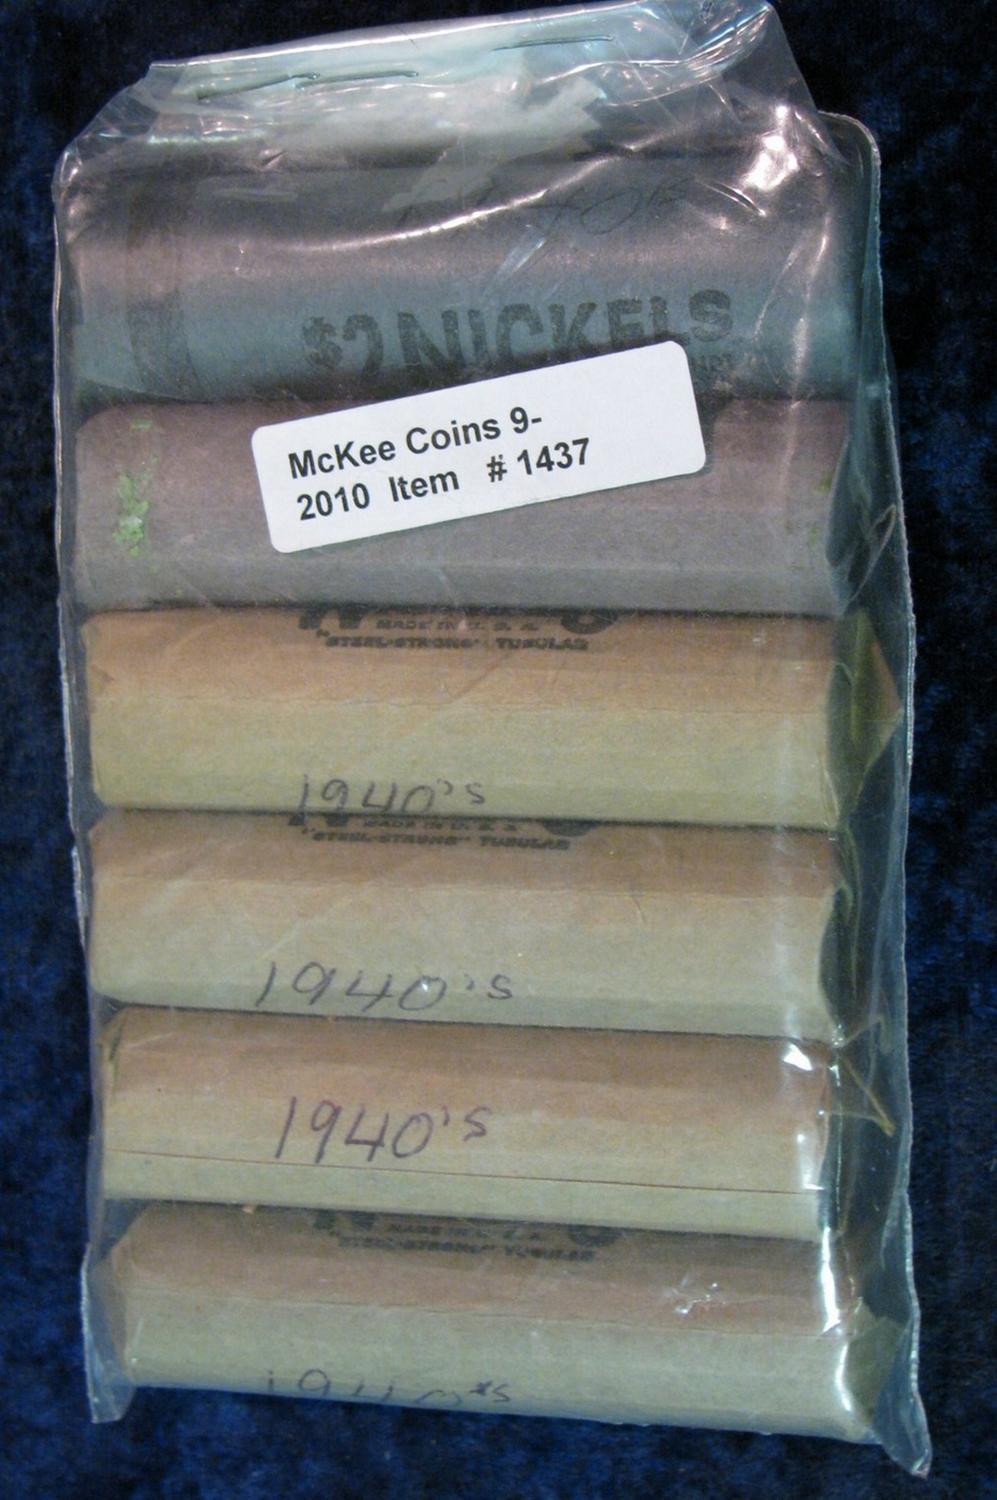 $2 NICKELS
McKee Coins 9-
2010 Item # 1437
MADE IN U. S. A.
"STEEL-STRONG" TUBULAR
1940's
MADE IN U. S. A.
"STEEL-STRONG" TUBULAR
1940's
1940's
MADE IN U. S. A.
"STEEL-STRONG" TUBULAR
1940's